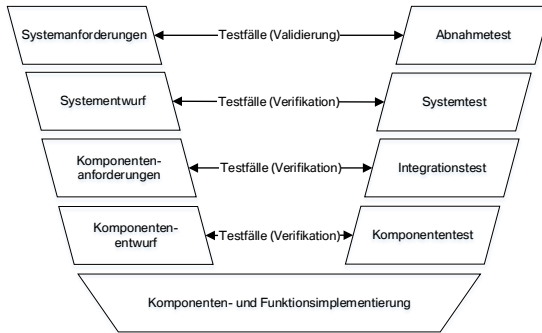 Systemanforderungen
Testfälle (Validierung)
Abnahmetest
Systementwurf
Testfälle (Verifikation)
Systemtest
Komponenten-
anforderungen
Testfälle (Verifikation)
Integrationstest
Komponenten-
entwurf
Testfälle (Verifikation)
Komponententest
Komponenten- und Funktionsimplementierung